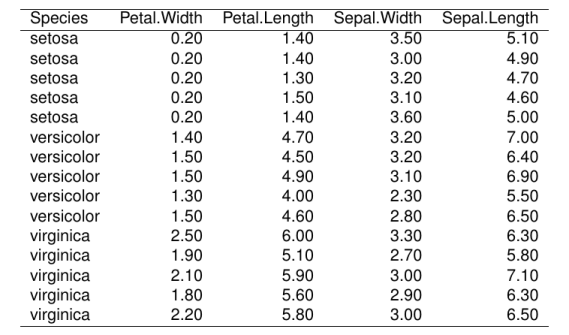 Species Petal.Width Petal.Length Sepal.Width Sepal.Length
setosa 0.20 1.40 3.50 5.10
setosa 0.20 1.40 3.00 4.90
setosa 0.20 1.30 3.20 4.70
setosa 0.20 1.50 3.10 4.60
setosa 0.20 1.40 3.60 5.00
versicolor 1.40 4.70 3.20 7.00
versicolor 1.50 4.50 3.20 6.40
versicolor 1.50 4.90 3.10 6.90
versicolor 1.30 4.00 2.30 5.50
versicolor 1.50 4.60 2.80 6.50
virginica 2.50 6.00 3.30 6.30
virginica 1.90 5.10 2.70 5.80
virginica 2.10 5.90 3.00 7.10
virginica 1.80 5.60 2.90 6.30
virginica 2.20 5.80 3.00 6.50